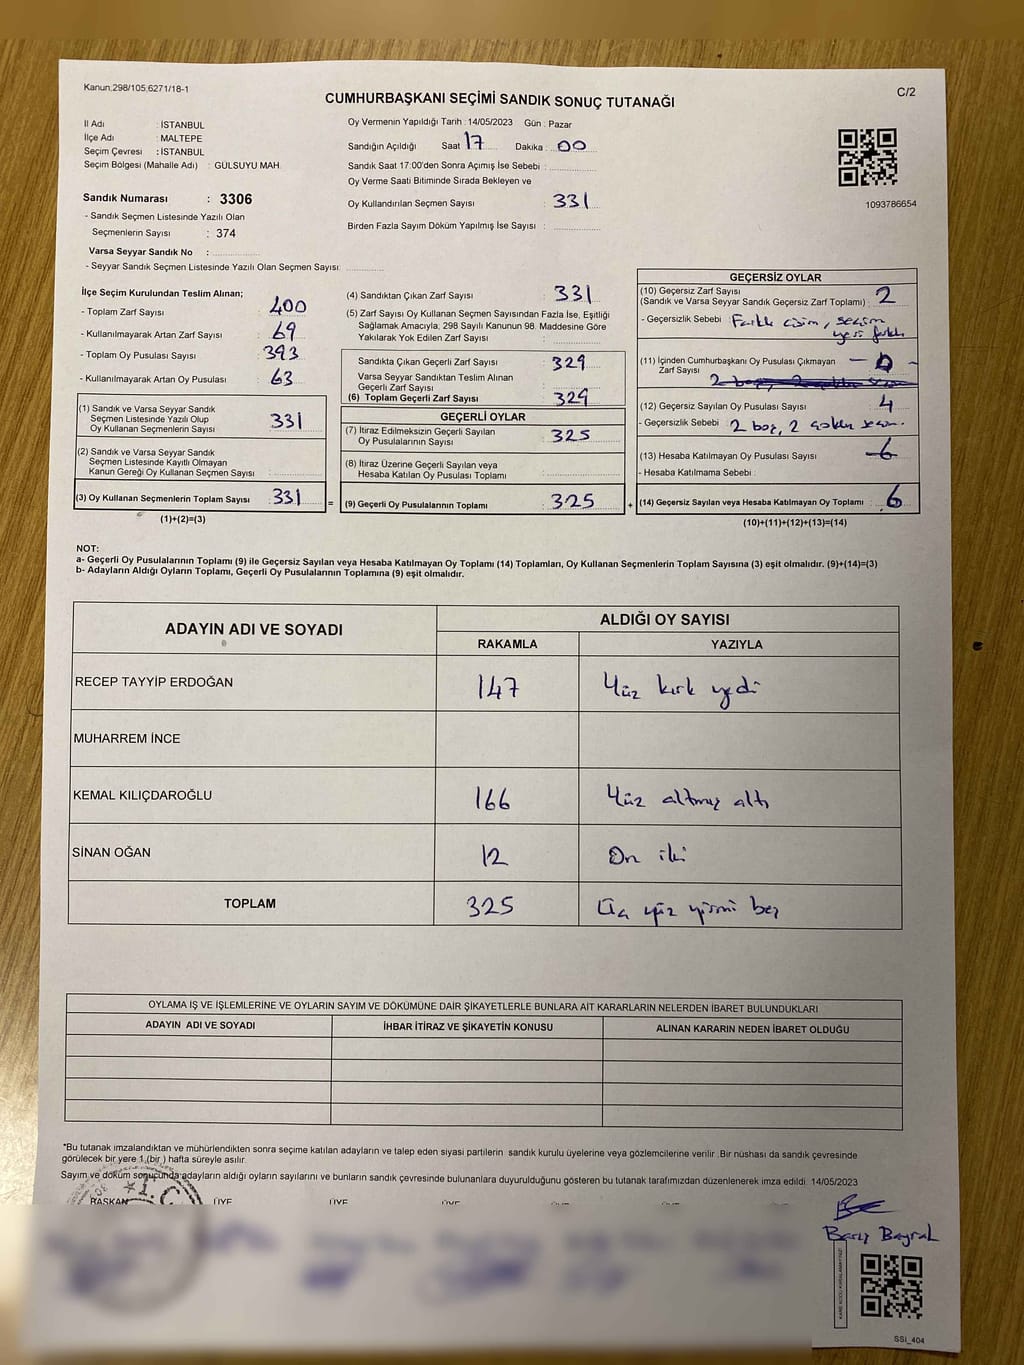 Kanun.298/105,6271/18-1
C/2
CUMHURBAŞKANI SEÇİMİ SANDIK SONUÇ TUTANAĞI
İl Adı : İSTANBUL
İlçe Adı : MALTEPE
Seçim Çevresi : İSTANBUL
Seçim Bölgesi (Mahalle Adı) : GÜLSUYU MAH.
Sandık Numarası : 3306
- Sandık Seçmen Listesinde Yazılı Olan
Seçmenlerin Sayısı : 374
Varsa Seyyar Sandık No :
- Seyyar Sandık Seçmen Listesinde Yazılı Olan Seçmen Sayısı:
Oy Vermenin Yapıldığı Tarih : 14/05/2023 Gün : Pazar
Sandığın Açıldığı Saat 17 Dakika : 00
Sandık Saat 17:00'den Sonra Açımış İse Sebebi :
Oy Verme Saati Bitiminde Sırada Bekleyen ve
Oy Kullandırılan Seçmen Sayısı : 331
Birden Fazla Sayım Döküm Yapılmış İse Sayısı :
1093786654
İlçe Seçim Kurulundan Teslim Alınan;
- Toplam Zarf Sayısı : 400
- Kullanılmayarak Artan Zarf Sayısı : 69
- Toplam Oy Pusulası Sayısı : 393
- Kullanılmayarak Artan Oy Pusulası : 63
(1) Sandık ve Varsa Seyyar Sandık
Seçmen Listesinde Yazılı Olup
Oy Kullanan Seçmenlerin Sayısı : 331
(2) Sandık ve Varsa Seyyar Sandık
Seçmen Listesinde Kayıtlı Olmayan
Kanun Gereği Oy Kullanan Seçmen Sayısı :
(3) Oy Kullanan Seçmenlerin Toplam Sayısı : 331 =
(1)+(2)=(3)
(4) Sandıktan Çıkan Zarf Sayısı : 331
(5) Zarf Sayısı Oy Kullanan Seçmen Sayısından Fazla İse, Eşitliği
Sağlamak Amacıyla, 298 Sayılı Kanunun 98. Maddesine Göre
Yakılarak Yok Edilen Zarf Sayısı :
Sandıkta Çıkan Geçerli Zarf Sayısı : 329
Varsa Seyyar Sandıktan Teslim Alınan
Geçerli Zarf Sayısı :
(6) Toplam Geçerli Zarf Sayısı : 329
GEÇERLİ OYLAR
(7) İtiraz Edilmeksizin Geçerli Sayılan
Oy Pusulalarının Sayısı : 325
(8) İtiraz Üzerine Geçerli Sayılan veya
Hesaba Katılan Oy Pusulası Toplamı :
(9) Geçerli Oy Pusulalarının Toplamı : 325 +
GEÇERSİZ OYLAR
(10) Geçersiz Zarf Sayısı
(Sandık ve Varsa Seyyar Sandık Geçersiz Zarf Toplamı) : 2
- Geçersizlik Sebebi : Farklı cisim, seçim
yeri farklı
(11) İçinden Cumhurbaşkanı Oy Pusulası Çıkmayan
Zarf Sayısı : - 0 -
(12) Geçersiz Sayılan Oy Pusulası Sayısı : 4
- Geçersizlik Sebebi : 2 boş, 2 çoklu seçim.
(13) Hesaba Katılmayan Oy Pusulası Sayısı : 6
- Hesaba Katılmama Sebebi :
(14) Geçersiz Sayılan veya Hesaba Katılmayan Oy Toplamı : 6
(10)+(11)+(12)+(13)=(14)
NOT:
a- Geçerli Oy Pusulalarının Toplamı (9) ile Geçersiz Sayılan veya Hesaba Katılmayan Oy Toplamı (14) Toplamları, Oy Kullanan Seçmenlerin Toplam Sayısına (3) eşit olmalıdır. (9)+(14)=(3)
b- Adayların Aldığı Oyların Toplamı, Geçerli Oy Pusulalarının Toplamına (9) eşit olmalıdır.
ADAYIN ADI VE SOYADI
ALDIĞI OY SAYISI
RAKAMLA YAZIYLA
RECEP TAYYİP ERDOĞAN 147 Yüz kırk yedi
MUHARREM İNCE
KEMAL KILIÇDAROĞLU 166 Yüz altmış altı
SİNAN OĞAN 12 On iki
TOPLAM 325 Üç yüz yirmi beş
OYLAMA İŞ VE İŞLEMLERİNE VE OYLARIN SAYIM VE DÖKÜMÜNE DAİR ŞİKAYETLERLE BUNLARA AİT KARARLARIN NELERDEN İBARET BULUNDUKLARI
ADAYIN ADI VE SOYADI İHBAR İTİRAZ VE ŞİKAYETİN KONUSU ALINAN KARARIN NEDEN İBARET OLDUĞU
*Bu tutanak imzalandıktan ve mühürlendikten sonra seçime katılan adayların ve talep eden siyasi partilerin sandık kurulu üyelerine veya gözlemcilerine verilir .Bir nüshası da sandık çevresinde
görülecek bir yere 1 (bir ) hafta süreyle asılır.
Sayım ve döküm sonucunda adayların aldığı oyların sayılarını ve bunların sandık çevresinde bulunanlara duyurulduğunu gösteren bu tutanak tarafımızdan düzenlenerek imza edildi. 14/05/2023
BAŞKAN ÜYE ÜYE ÜYE ÜYE ÜYE
T.C.
Barış Bayrak
SSI_404